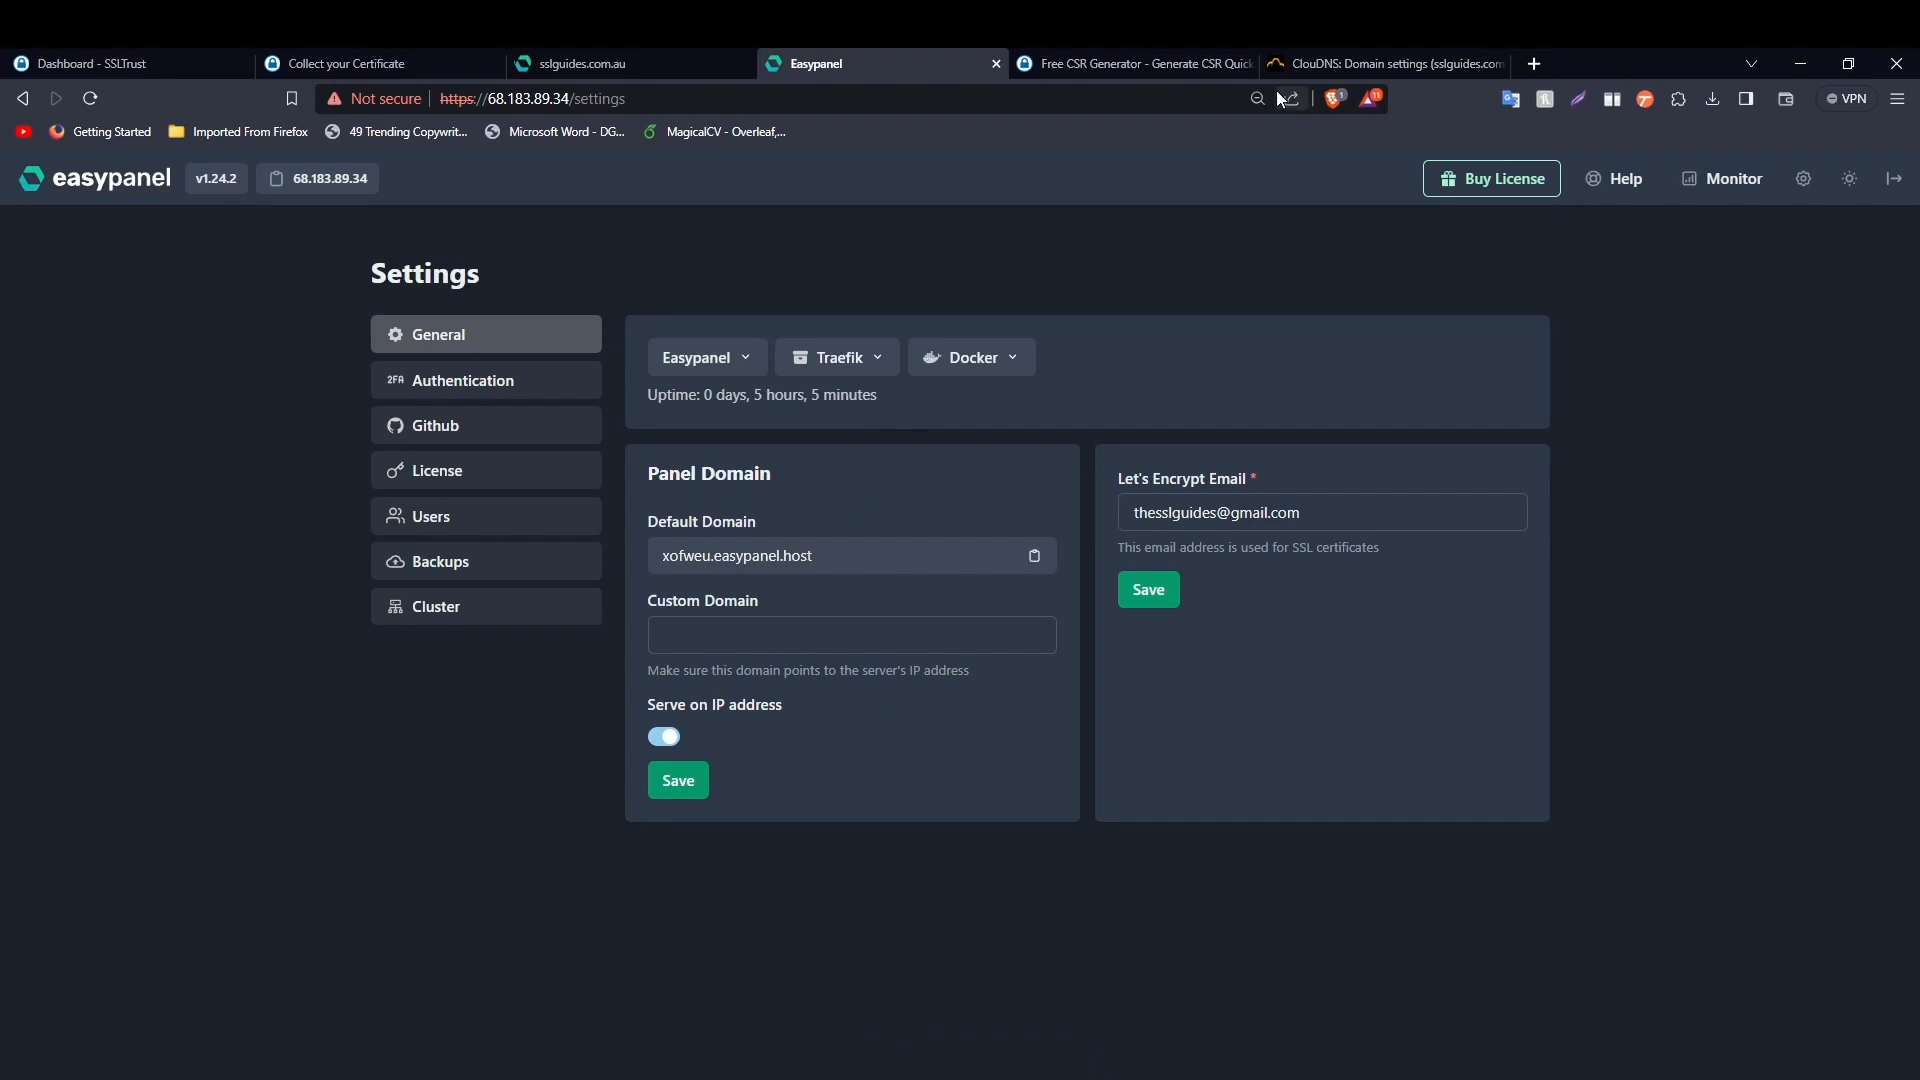 Dashboard - SSLTrust
Collect your Certificate
sslguides.com.au
Easypanel
Free CSR Generator - Generate CSR Quick
ClouDNS: Domain settings (sslguides.com
Not secure
https://68.183.89.34/settings
1
11
VPN
Getting Started
Imported From Firefox
49 Trending Copywrit...
Microsoft Word - DG...
MagicalCV - Overleaf,...
easypanel
v1.24.2
68.183.89.34
Buy License
Help
Monitor
Settings
General
2FA Authentication
Github
License
Users
Backups
Cluster
Easypanel
Traefik
Docker
Uptime: 0 days, 5 hours, 5 minutes
Panel Domain
Default Domain
xofweu.easypanel.host
Custom Domain
Make sure this domain points to the server's IP address
Serve on IP address
Save
Let's Encrypt Email *
thesslguides@gmail.com
This email address is used for SSL certificates
Save